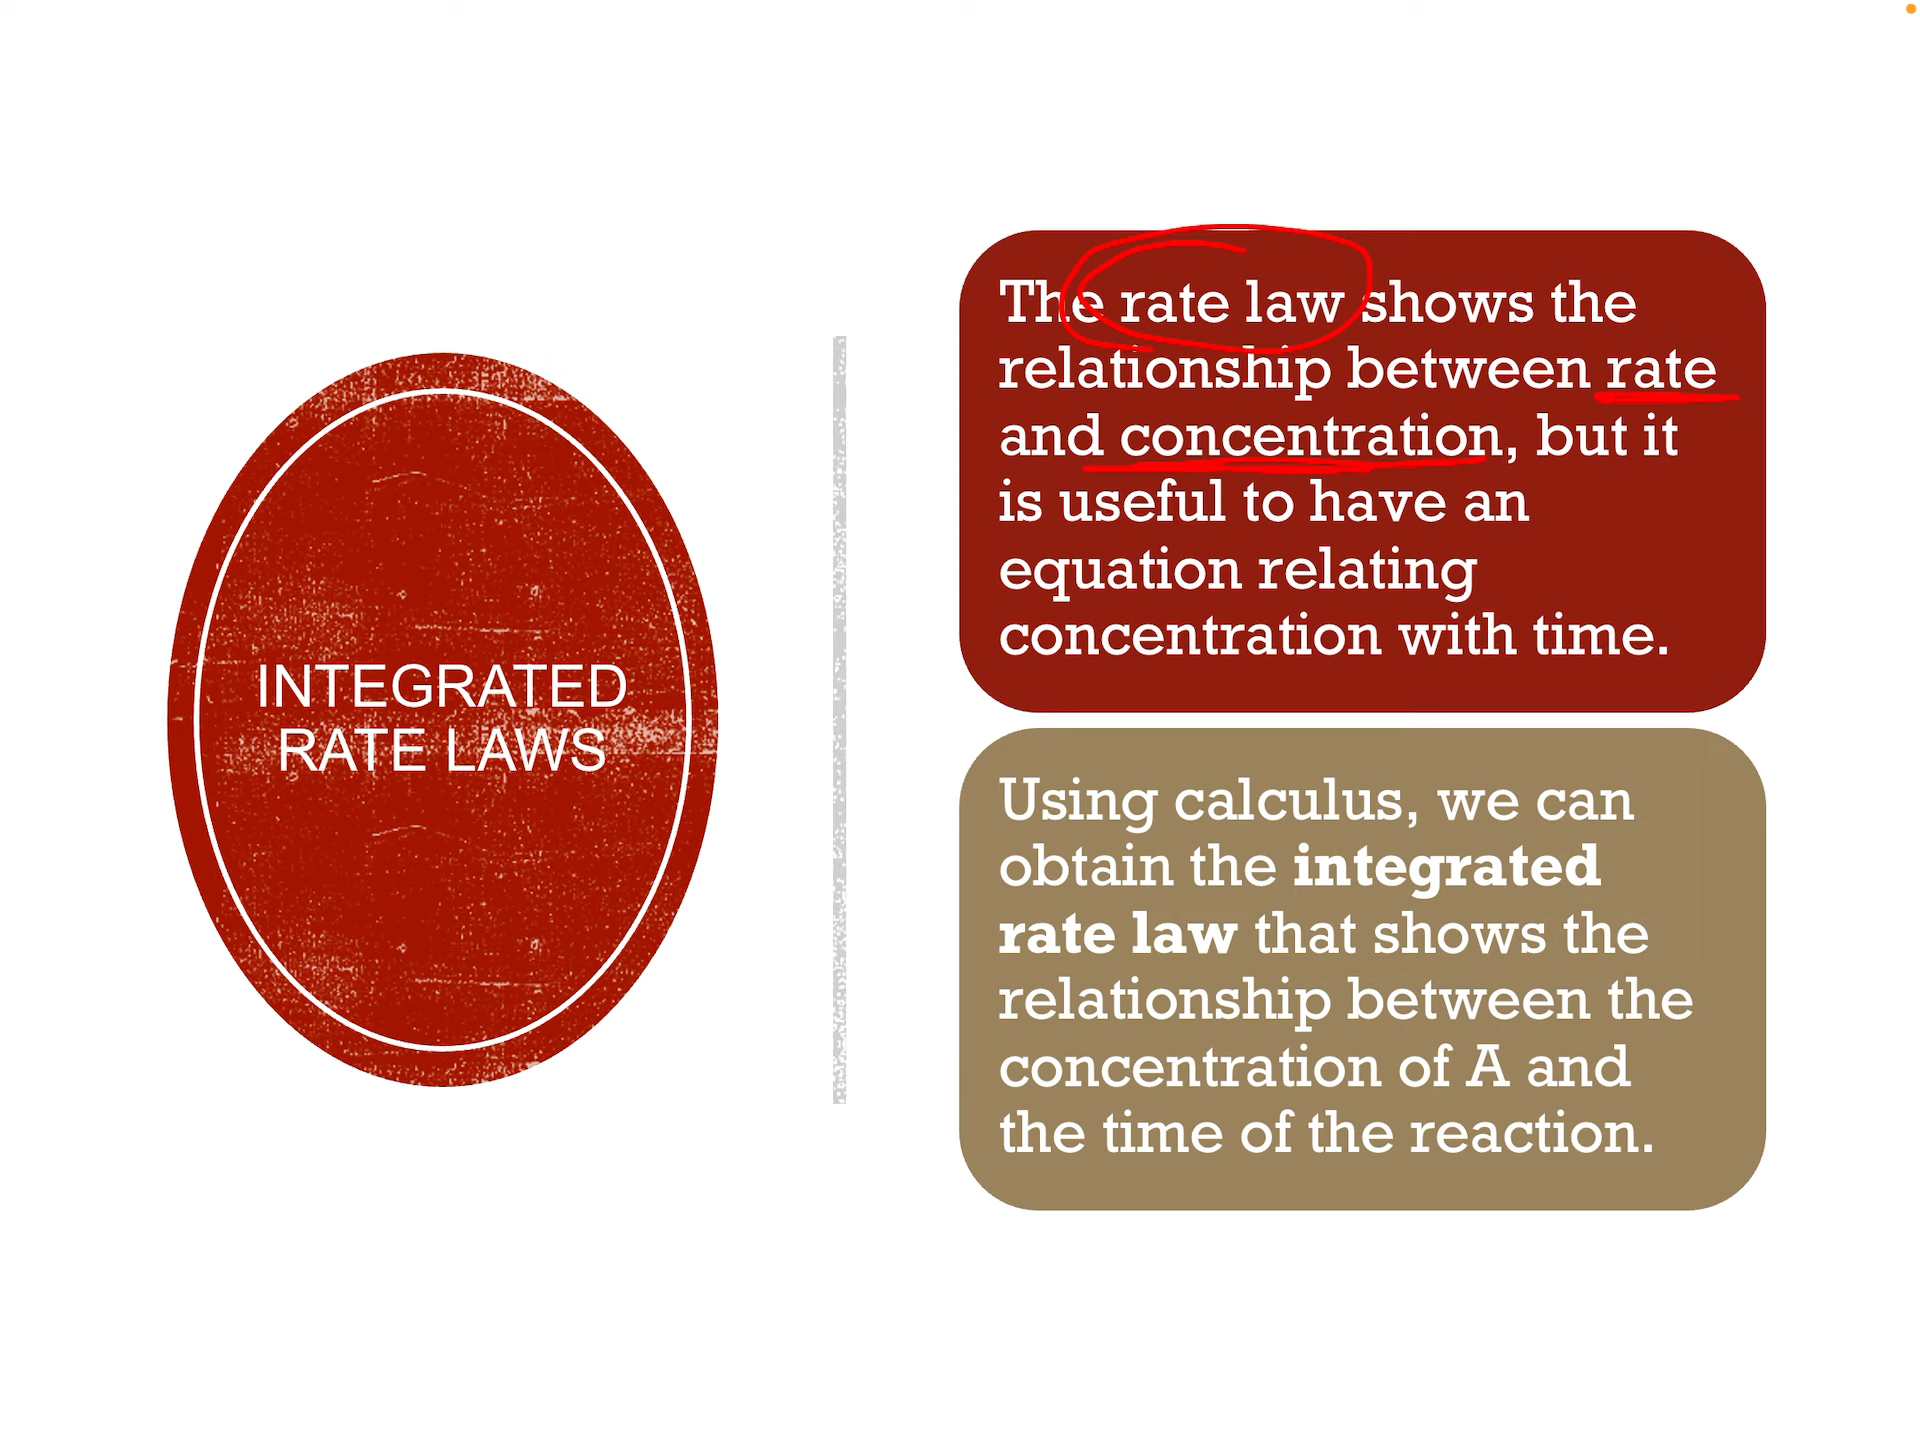 INTEGRATED
RATE LAWS
The rate law shows the
relationship between rate
and concentration, but it
is useful to have an
equation relating
concentration with time.
Using calculus, we can
obtain the integrated
rate law that shows the
relationship between the
concentration of A and
the time of the reaction.